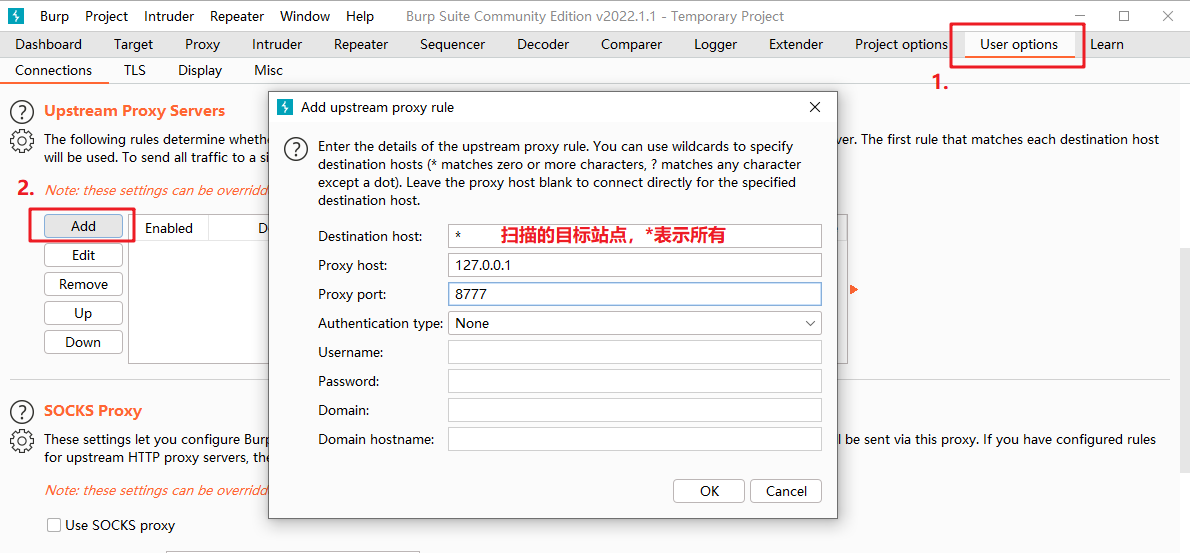 Burp Project Intruder Repeater Window Help Burp Suite Community Edition v2022.1.1 - Temporary Project
Dashboard Target Proxy Intruder Repeater Sequencer Decoder Comparer Logger Extender Project options User options Learn
Connections TLS Display Misc
1.
Upstream Proxy Servers
The following rules determine whethe
ver. The first rule that matches each destination host
will be used. To send all traffic to a si
2.
Note: these settings can be overridd
Add
Edit
Remove
Up
Down
Enabled
D
Add upstream proxy rule
Enter the details of the upstream proxy rule. You can use wildcards to specify
destination hosts (* matches zero or more characters, ? matches any character
except a dot). Leave the proxy host blank to connect directly for the specified
destination host.
Destination host: * 扫描的目标站点，*表示所有
Proxy host: 127.0.0.1
Proxy port: 8777
Authentication type: None
Username:
Password:
Domain:
Domain hostname:
OK Cancel
SOCKS Proxy
These settings let you configure Burp
l be sent via this proxy. If you have configured rules
for upstream HTTP proxy servers, the
Note: these settings can be overridd
Use SOCKS proxy